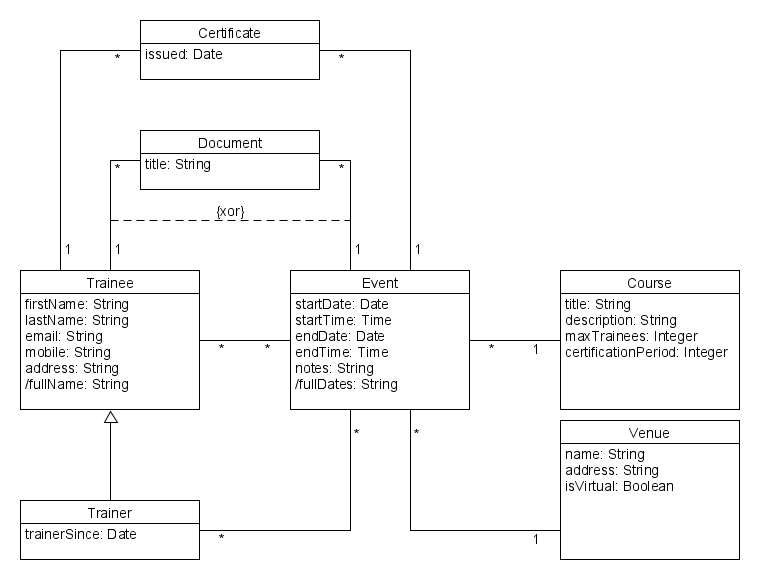 Certificate
issued: Date
*
*
Document
title: String
*
*
{xor}
1
1
1
1
Trainee
firstName: String
lastName: String
email: String
mobile: String
address: String
/fullName: String
Event
startDate: Date
startTime: Time
endDate: Date
endTime: Time
notes: String
/fullDates: String
Course
title: String
description: String
maxTrainees: Integer
certificationPeriod: Integer
*
*
*
1
Venue
name: String
address: String
isVirtual: Boolean
*
*
Trainer
trainerSince: Date
*
1